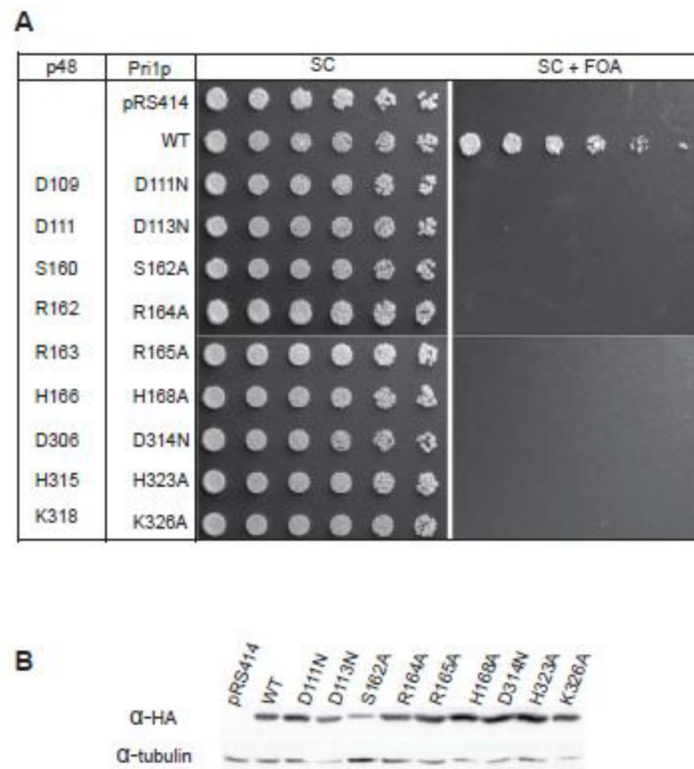 A
p48 Pri1p SC SC + FOA
pRS414
WT
D109 D111N
D111 D113N
S160 S162A
R162 R164A
R163 R165A
H166 H168A
D306 D314N
H315 H323A
K318 K326A
B
pRS414 WT D111N D113N S162A R164A R165A H168A D314N H323A K326A
α-HA
α-tubulin